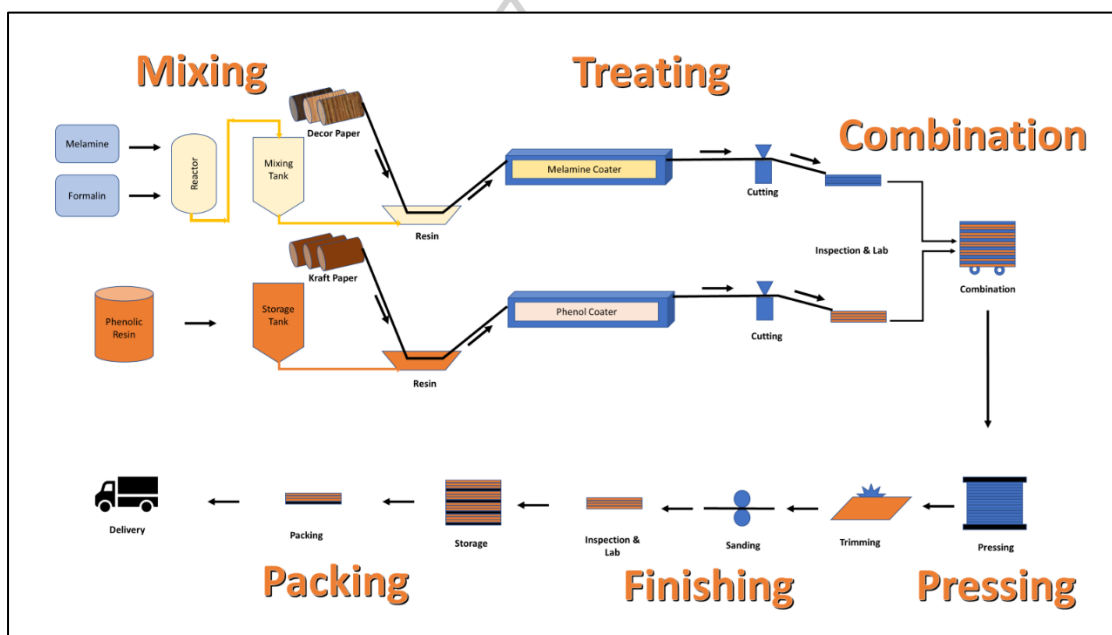 Mixing
Treating
Combination
Decor Paper
Melamine
Formalin
Reactor
Mixing
Tank
Melamine Coater
Cutting
Resin
Inspection & Lab
Kraft Paper
Combination
Phenolic
Resin
Storage
Tank
Phenol Coater
Cutting
Resin
Delivery
Packing
Storage
Inspection &
Lab
Sanding
Trimming
Pressing
Packing
Finishing
Pressing